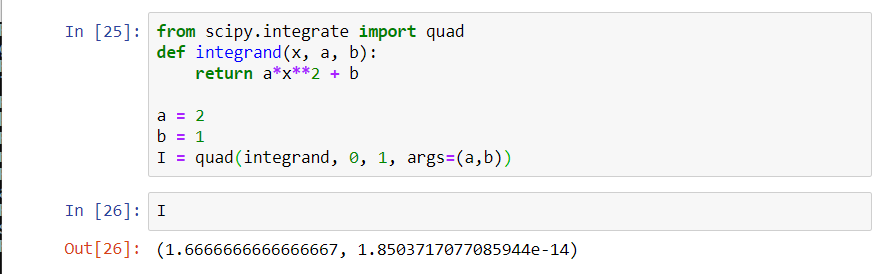 In [25]: from scipy.integrate import quad
def integrand(x, a, b):
    return a*x**2 + b

a = 2
b = 1
I = quad(integrand, 0, 1, args=(a,b))
In [26]: I
Out[26]: (1.6666666666666667, 1.8503717077085944e-14)